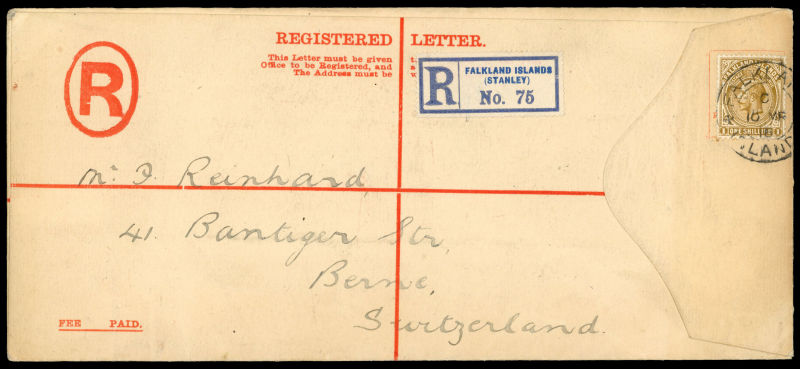 REGISTERED LETTER.
This Letter must be given
Office to be Registered, and
The Address must be
R
R
FALKLAND ISLANDS
(STANLEY)
No. 75
FALKLAND
ONE SHILLING
Mr. J. Reinhard,
41. Bantiger Str,
Berne,
Switzerland.
FEE PAID.